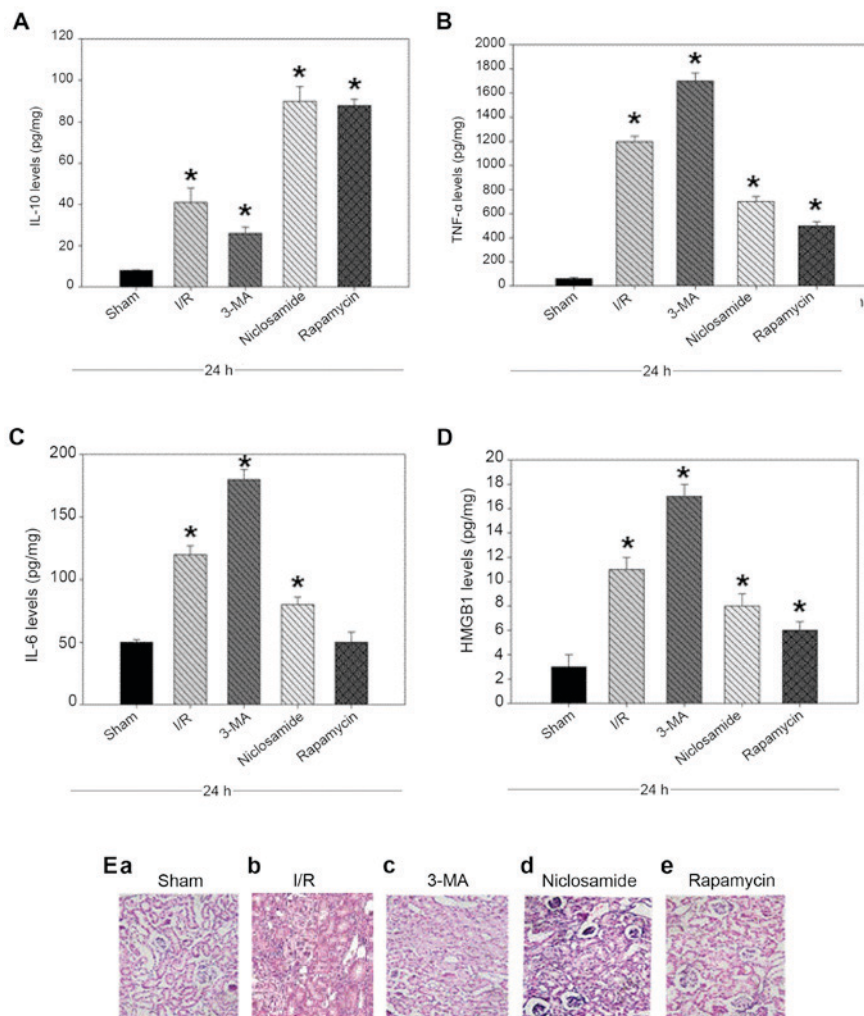 A
IL-10 levels (pg/mg)
120
100
80
60
40
20
0
*
*
*
*
Sham
I/R
3-MA
Niclosamide
Rapamycin
24 h
B
TNF-α levels (pg/mg)
2000
1800
1600
1400
1200
1000
800
600
400
200
0
*
*
*
*
Sham
I/R
3-MA
Niclosamide
Rapamycin
24 h
C
IL-6 levels (pg/mg)
200
150
100
50
0
*
*
*
Sham
I/R
3-MA
Niclosamide
Rapamycin
24 h
D
HMGB1 levels (pg/mg)
20
18
16
14
12
10
8
6
4
2
0
*
*
*
*
Sham
I/R
3-MA
Niclosamide
Rapamycin
24 h
Ea b c d e
Sham I/R 3-MA Niclosamide Rapamycin